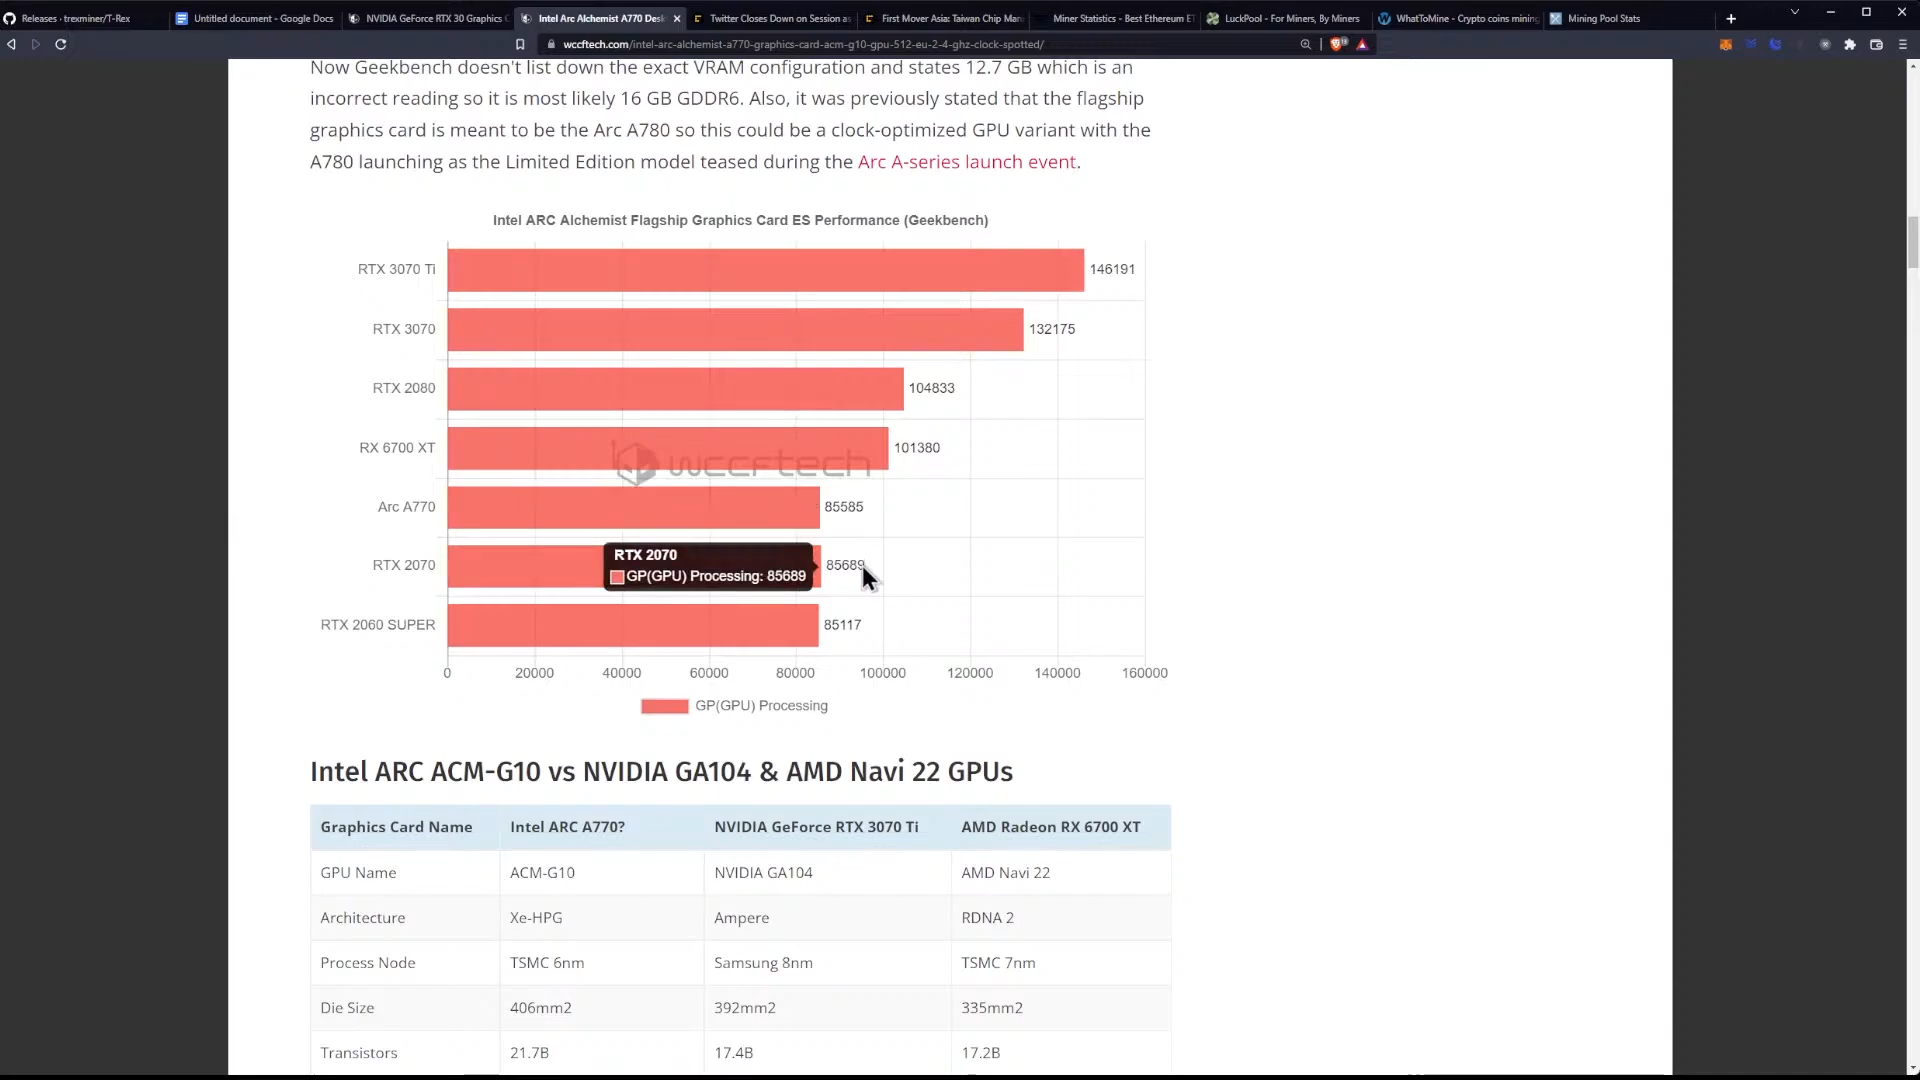 Releases · trexminer/T-Rex
Untitled document - Google Docs
NVIDIA GeForce RTX 30 Graphics C
Intel Arc Alchemist A770 Desk
Twitter Closes Down on Session as
First Mover Asia: Taiwan Chip Man
Miner Statistics - Best Ethereum ET
LuckPool - For Miners, By Miners
WhatToMine - Crypto coins mining
Mining Pool Stats
wccftech.com/intel-arc-alchemist-a770-graphics-card-acm-g10-gpu-512-eu-2-4-ghz-clock-spotted/
Now Geekbench doesn't list down the exact VRAM configuration and states 12.7 GB which is an
incorrect reading so it is most likely 16 GB GDDR6. Also, it was previously stated that the flagship
graphics card is meant to be the Arc A780 so this could be a clock-optimized GPU variant with the
A780 launching as the Limited Edition model teased during the Arc A-series launch event.
Intel ARC Alchemist Flagship Graphics Card ES Performance (Geekbench)
RTX 3070 Ti 146191
RTX 3070 132175
RTX 2080 104833
RX 6700 XT 101380
wccftech
Arc A770 85585
RTX 2070
RTX 2070 85689
GP(GPU) Processing: 85689
RTX 2060 SUPER 85117
0 20000 40000 60000 80000 100000 120000 140000 160000
GP(GPU) Processing
Intel ARC ACM-G10 vs NVIDIA GA104 & AMD Navi 22 GPUs
Graphics Card Name Intel ARC A770? NVIDIA GeForce RTX 3070 Ti AMD Radeon RX 6700 XT
GPU Name ACM-G10 NVIDIA GA104 AMD Navi 22
Architecture Xe-HPG Ampere RDNA 2
Process Node TSMC 6nm Samsung 8nm TSMC 7nm
Die Size 406mm2 392mm2 335mm2
Transistors 21.7B 17.4B 17.2B